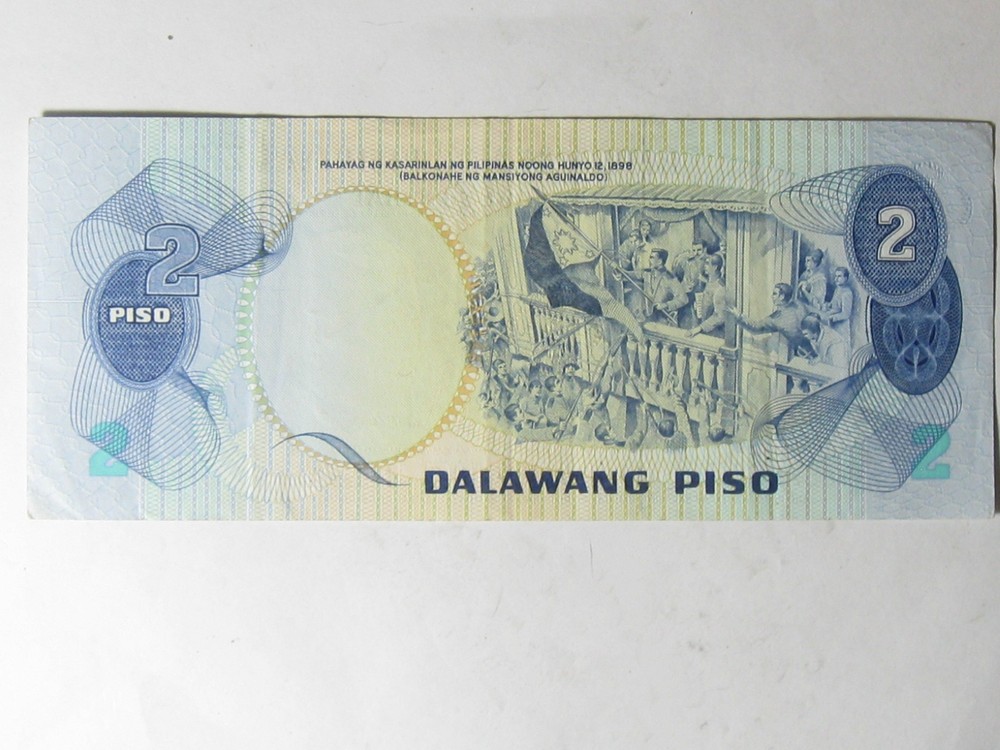 PAHAYAG NG KASARINLAN NG PILIPINAS NOONG HUNYO 12, 1898
(BALKONAHE NG MANSIYONG AGUINALDO)
2
PISO
2
2
2
DALAWANG PISO